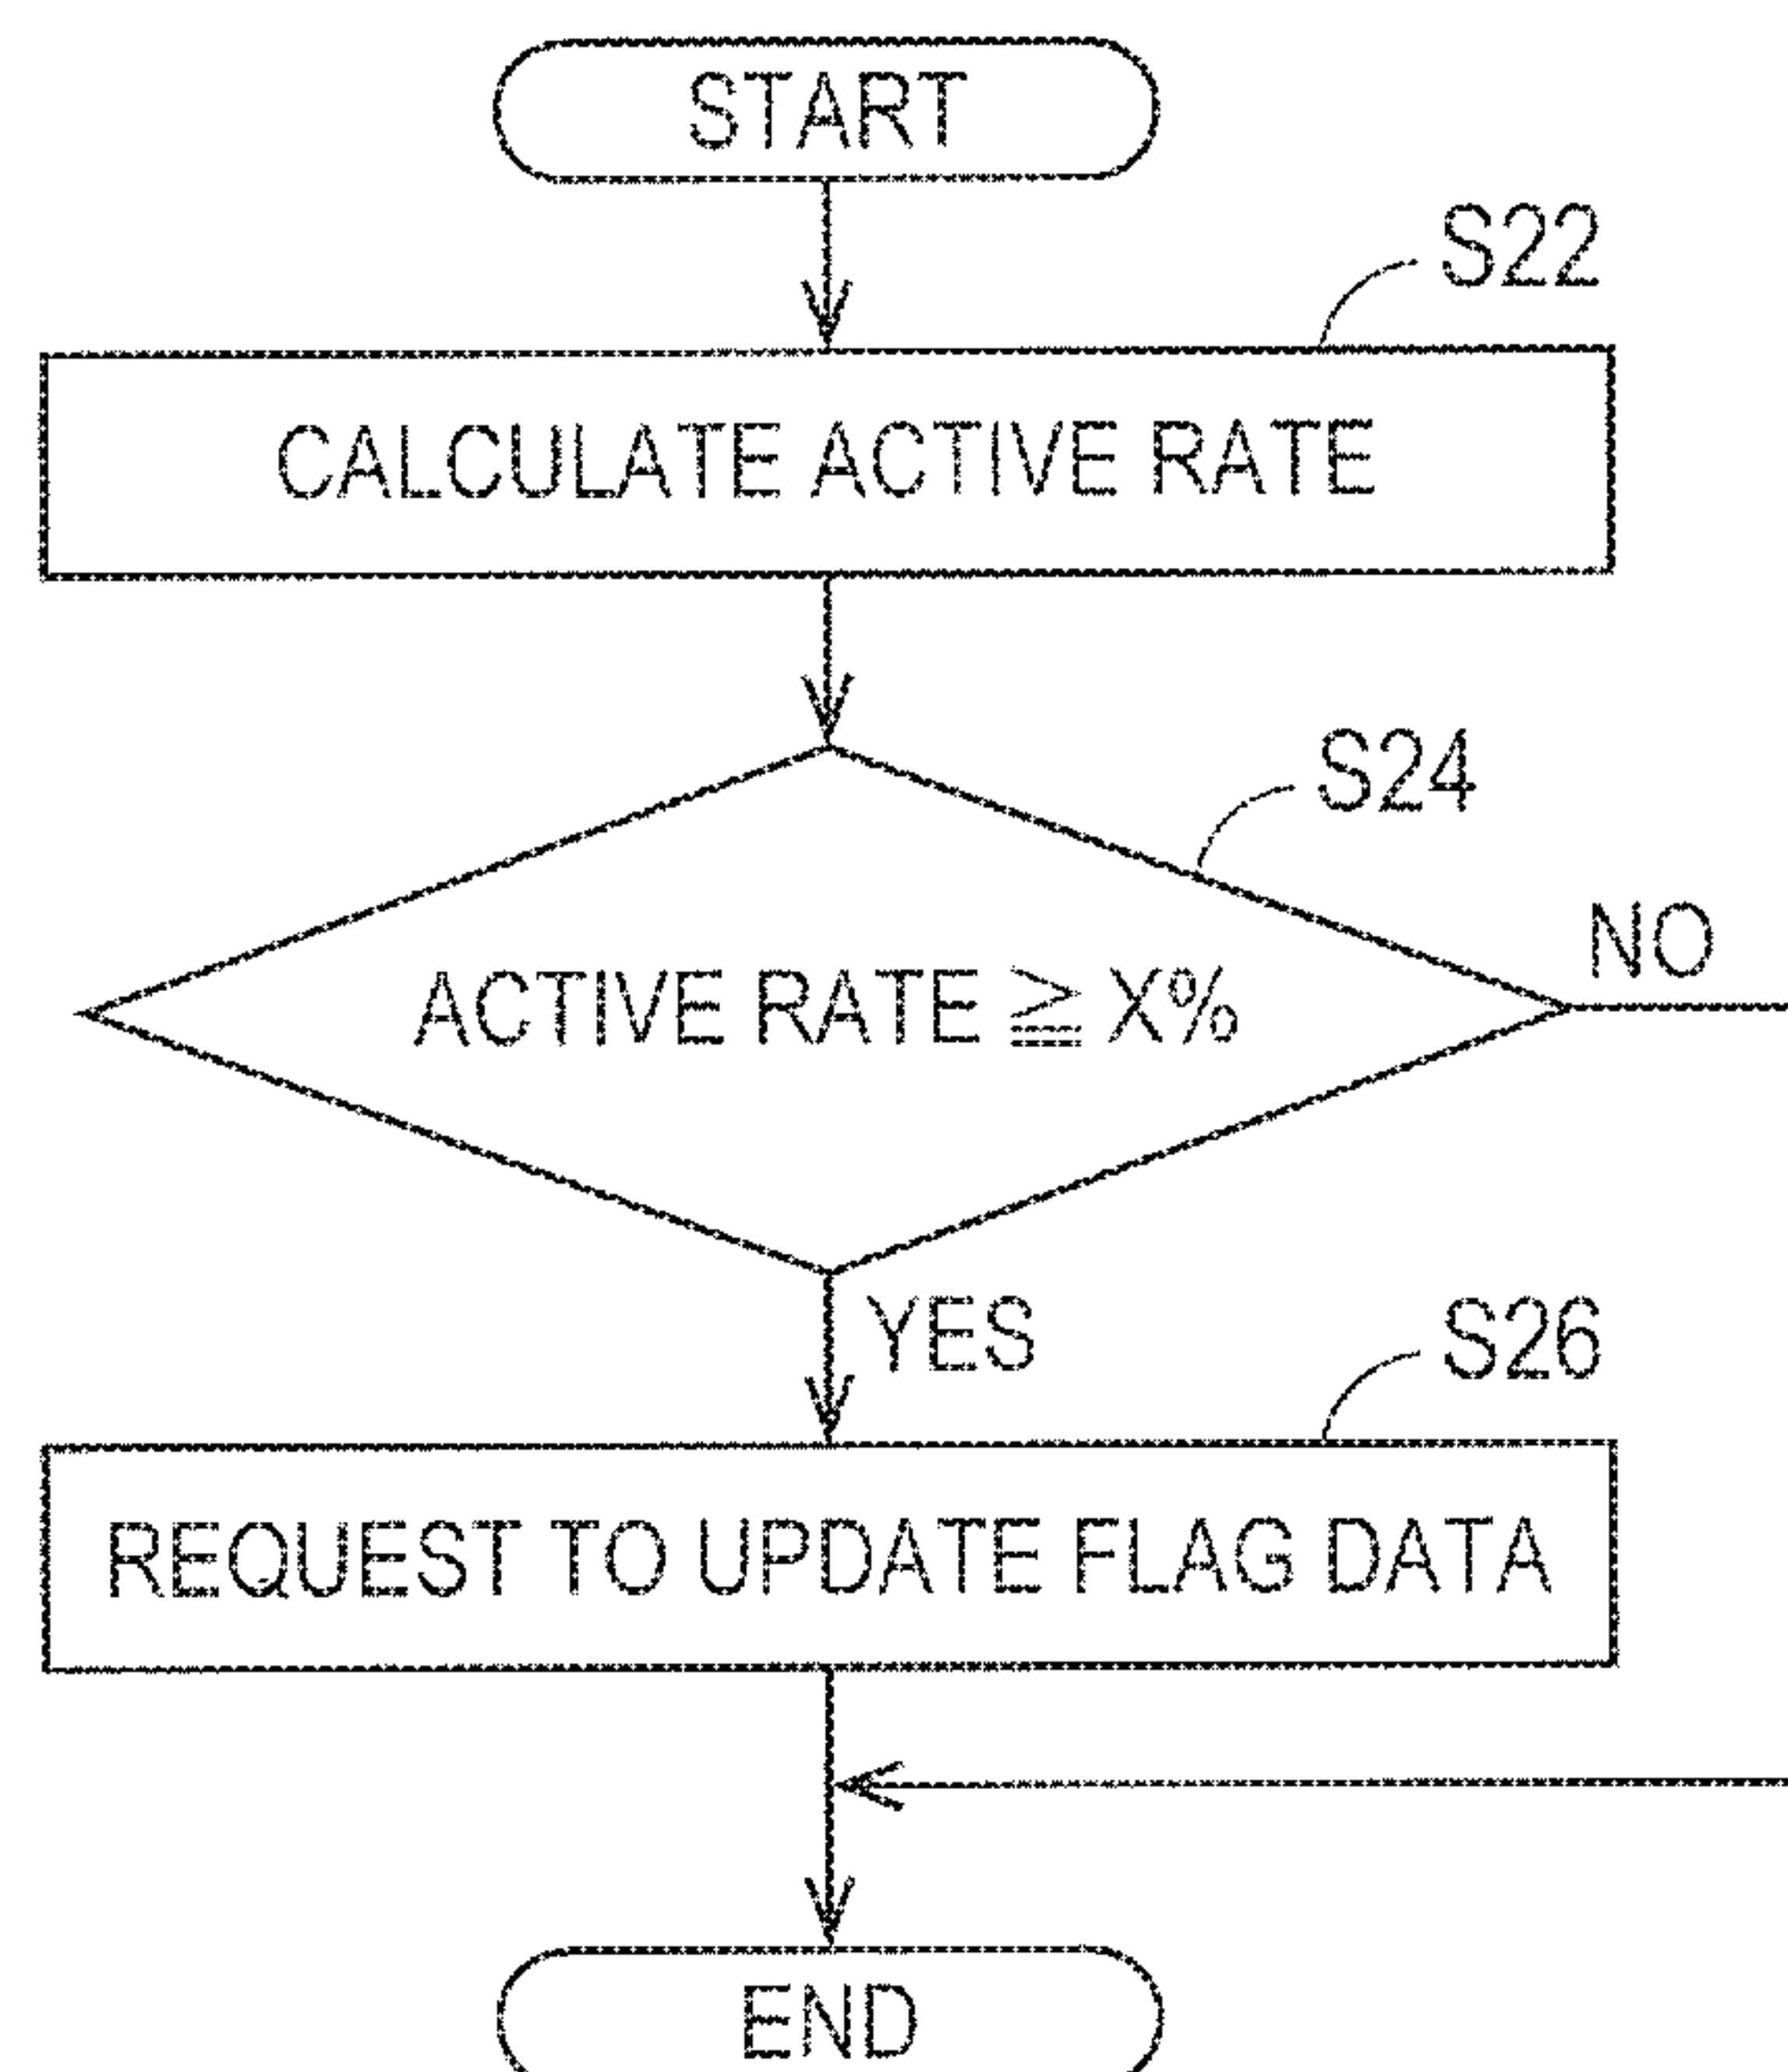 START
S22
CALCULATE ACTIVE RATE
S24
NO
ACTIVE RATE ≧ X%
YES
S26
REQUEST TO UPDATE FLAG DATA
END